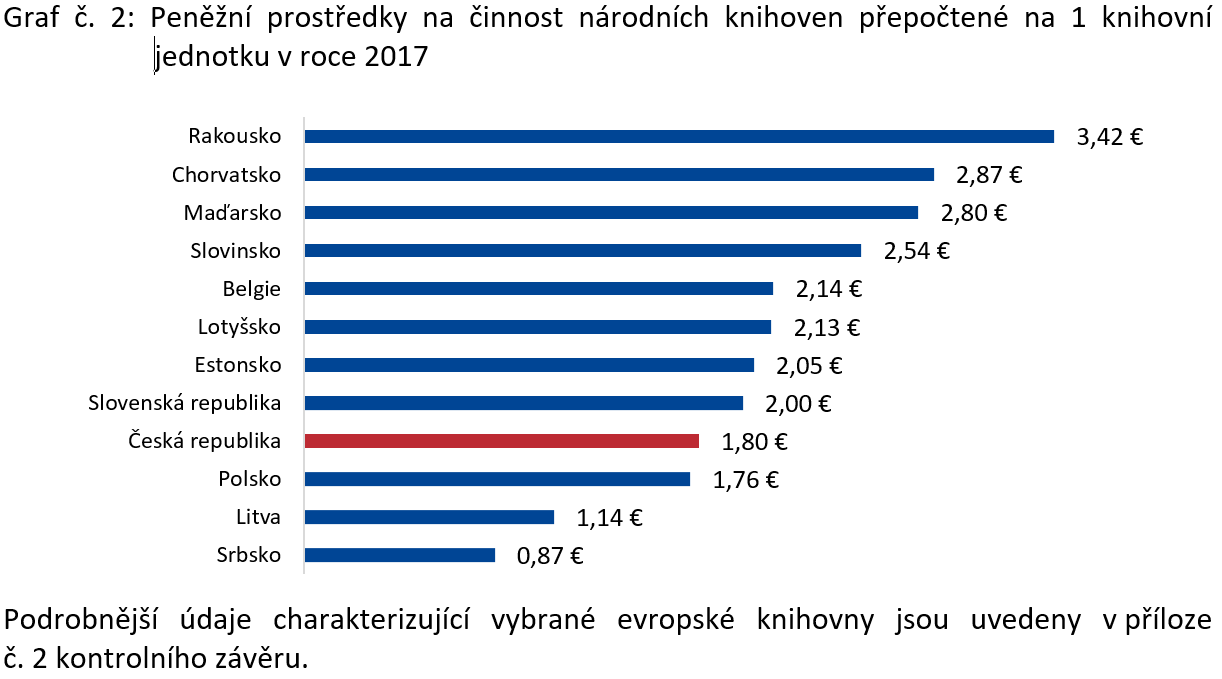 Graf č. 2: Peněžní prostředky na činnost národních knihoven přepočtené na 1 knihovní
jednotku v roce 2017
Rakousko 3,42 €
Chorvatsko 2,87 €
Maďarsko 2,80 €
Slovinsko 2,54 €
Belgie 2,14 €
Lotyšsko 2,13 €
Estonsko 2,05 €
Slovenská republika 2,00 €
Česká republika 1,80 €
Polsko 1,76 €
Litva 1,14 €
Srbsko 0,87 €
Podrobnější údaje charakterizující vybrané evropské knihovny jsou uvedeny v příloze
č. 2 kontrolního závěru.